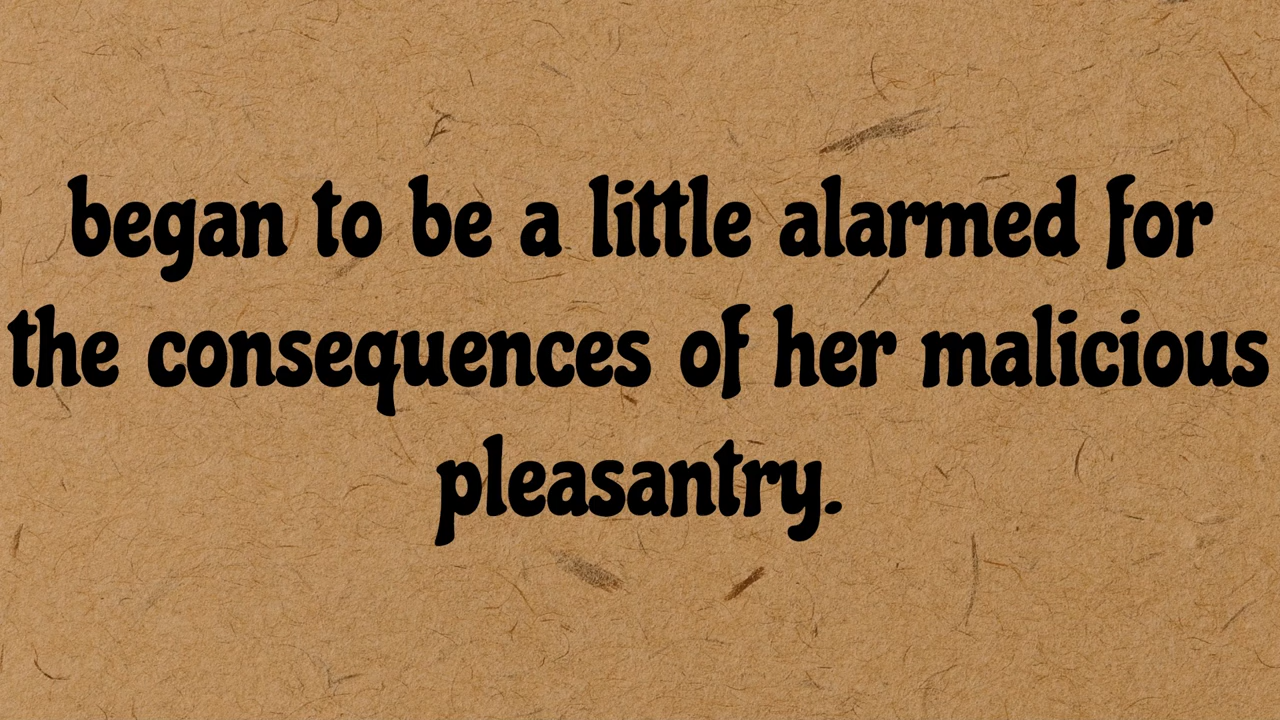 began to be a little alarmed for
the consequences of her malicious
pleasantry.